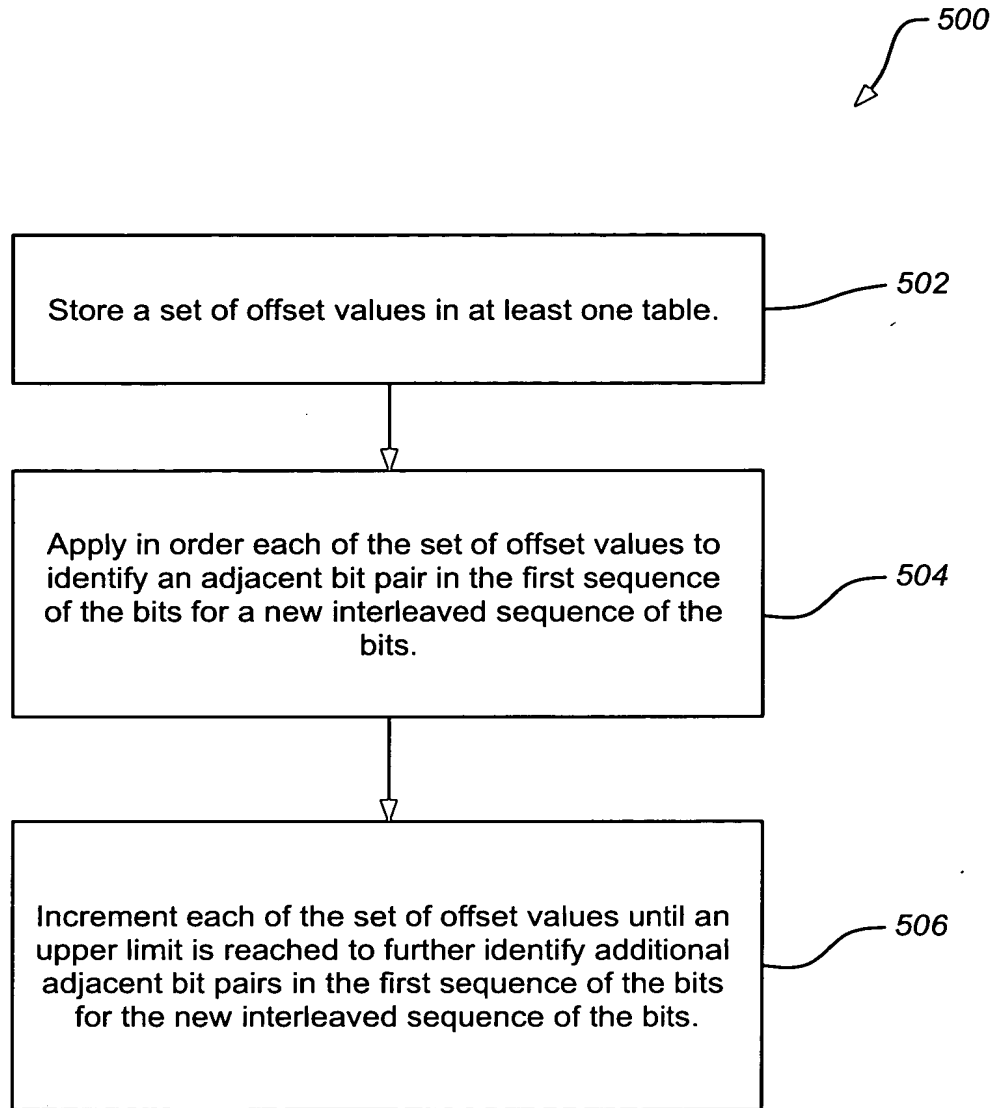 500
Store a set of offset values in at least one table.
502
Apply in order each of the set of offset values to
identify an adjacent bit pair in the first sequence
of the bits for a new interleaved sequence of the
bits.
504
Increment each of the set of offset values until an
upper limit is reached to further identify additional
adjacent bit pairs in the first sequence of the bits
for the new interleaved sequence of the bits.
506